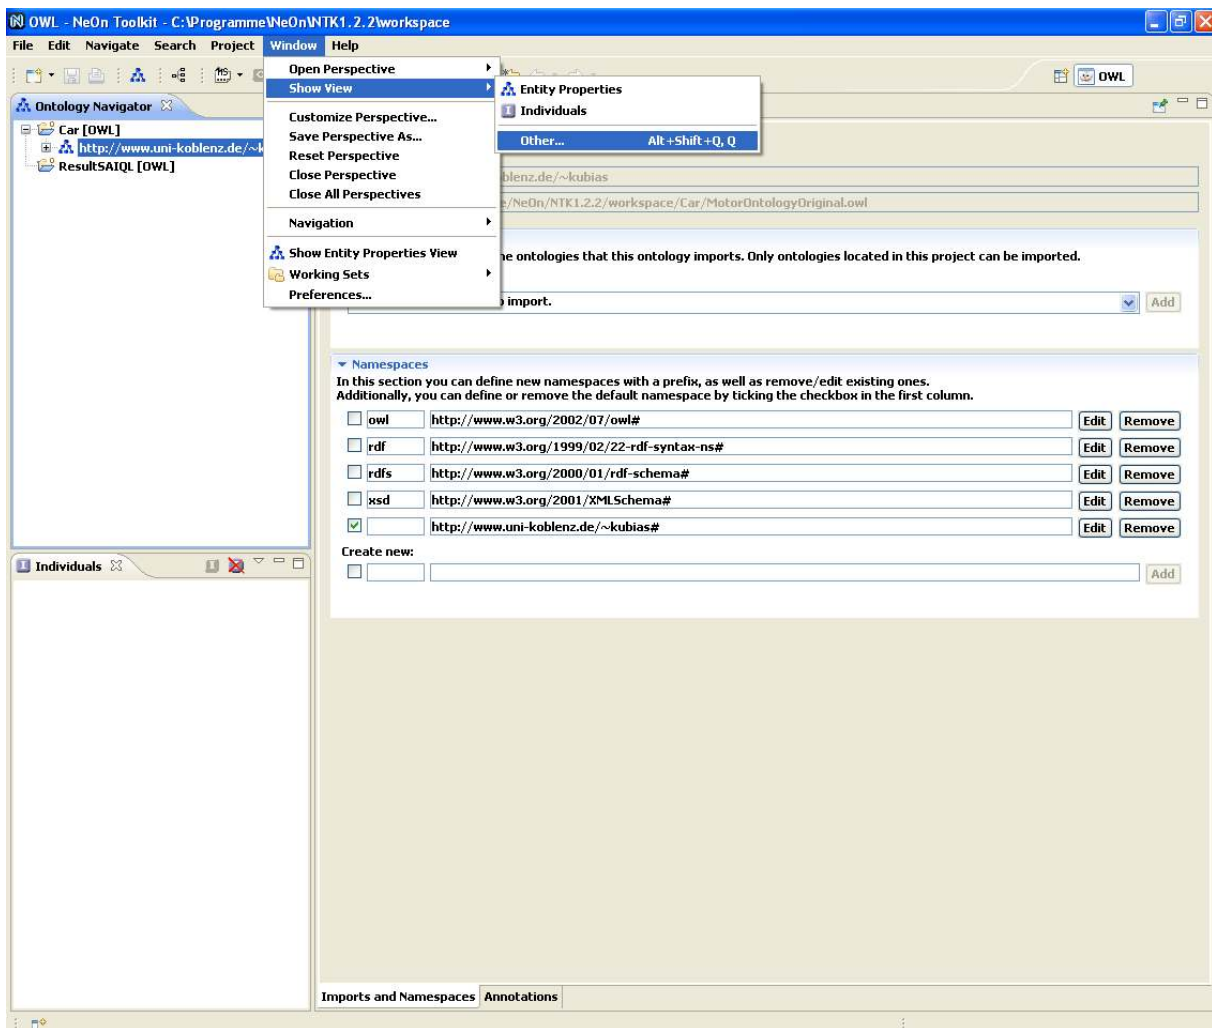 OWL - NeOn Toolkit - C:\Programme\NeOn\NTK1.2.2\workspace
File Edit Navigate Search Project Window Help
Open Perspective
Show View
Customize Perspective...
Save Perspective As...
Reset Perspective
Close Perspective
Close All Perspectives
Navigation
Show Entity Properties View
Working Sets
Preferences...
Entity Properties
Individuals
Other... Alt+Shift+Q, Q
OWL
Ontology Navigator
Car [OWL]
http://www.uni-koblenz.de/~k
ResultSAIQL [OWL]
blenz.de/~kubias
e/NeOn/NTK1.2.2/workspace/Car/MotorOntologyOriginal.owl
he ontologies that this ontology imports. Only ontologies located in this project can be imported.
import. Add
Namespaces
In this section you can define new namespaces with a prefix, as well as remove/edit existing ones.
Additionally, you can define or remove the default namespace by ticking the checkbox in the first column.
owl http://www.w3.org/2002/07/owl# Edit Remove
rdf http://www.w3.org/1999/02/22-rdf-syntax-ns# Edit Remove
rdfs http://www.w3.org/2000/01/rdf-schema# Edit Remove
xsd http://www.w3.org/2001/XMLSchema# Edit Remove
http://www.uni-koblenz.de/~kubias# Edit Remove
Create new:
Add
Individuals
Imports and Namespaces Annotations